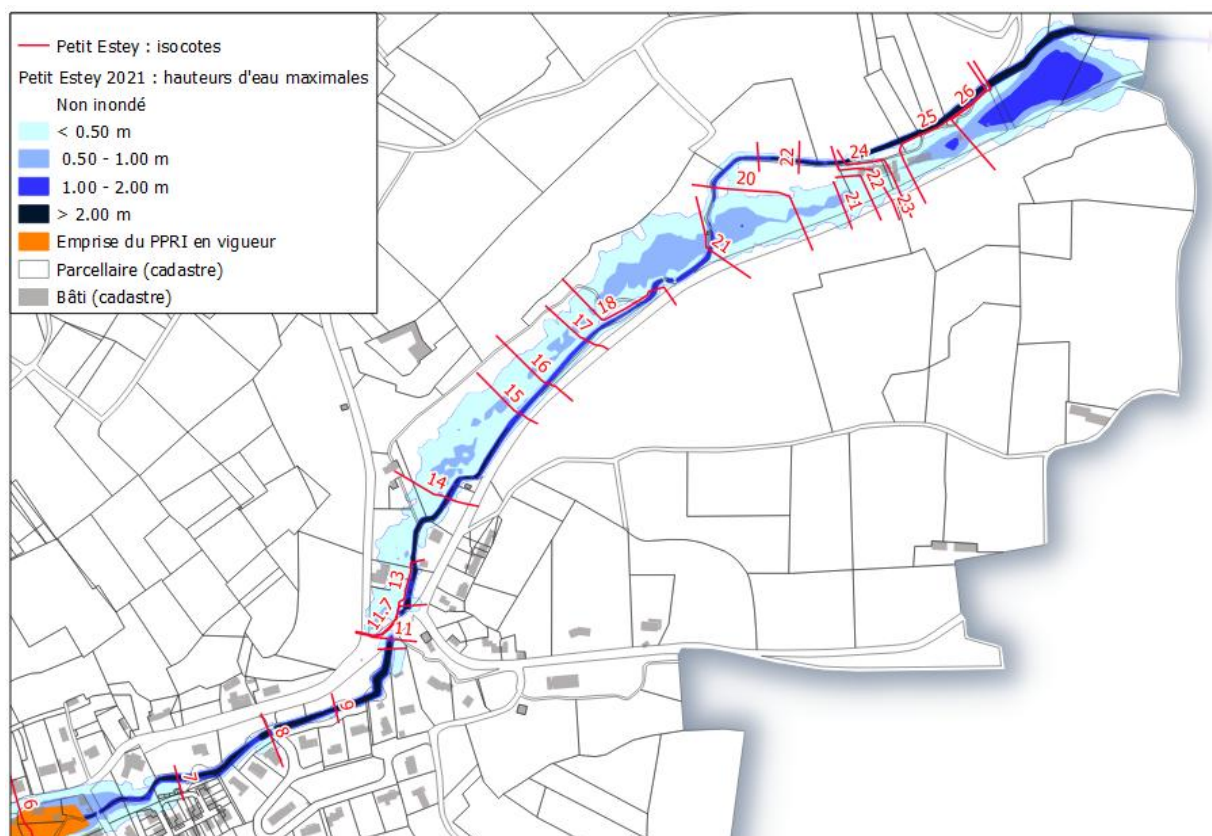 Petit Estey : isocotes
Petit Estey 2021 : hauteurs d'eau maximales
Non inondé
< 0.50 m
0.50 - 1.00 m
1.00 - 2.00 m
> 2.00 m
Emprise du PPRI en vigueur
Parcellaire (cadastre)
Bâti (cadastre)
26
25
24
22
22
20
21
23
21
18
17
16
15
14
13
11.7
11
9
8
7
6